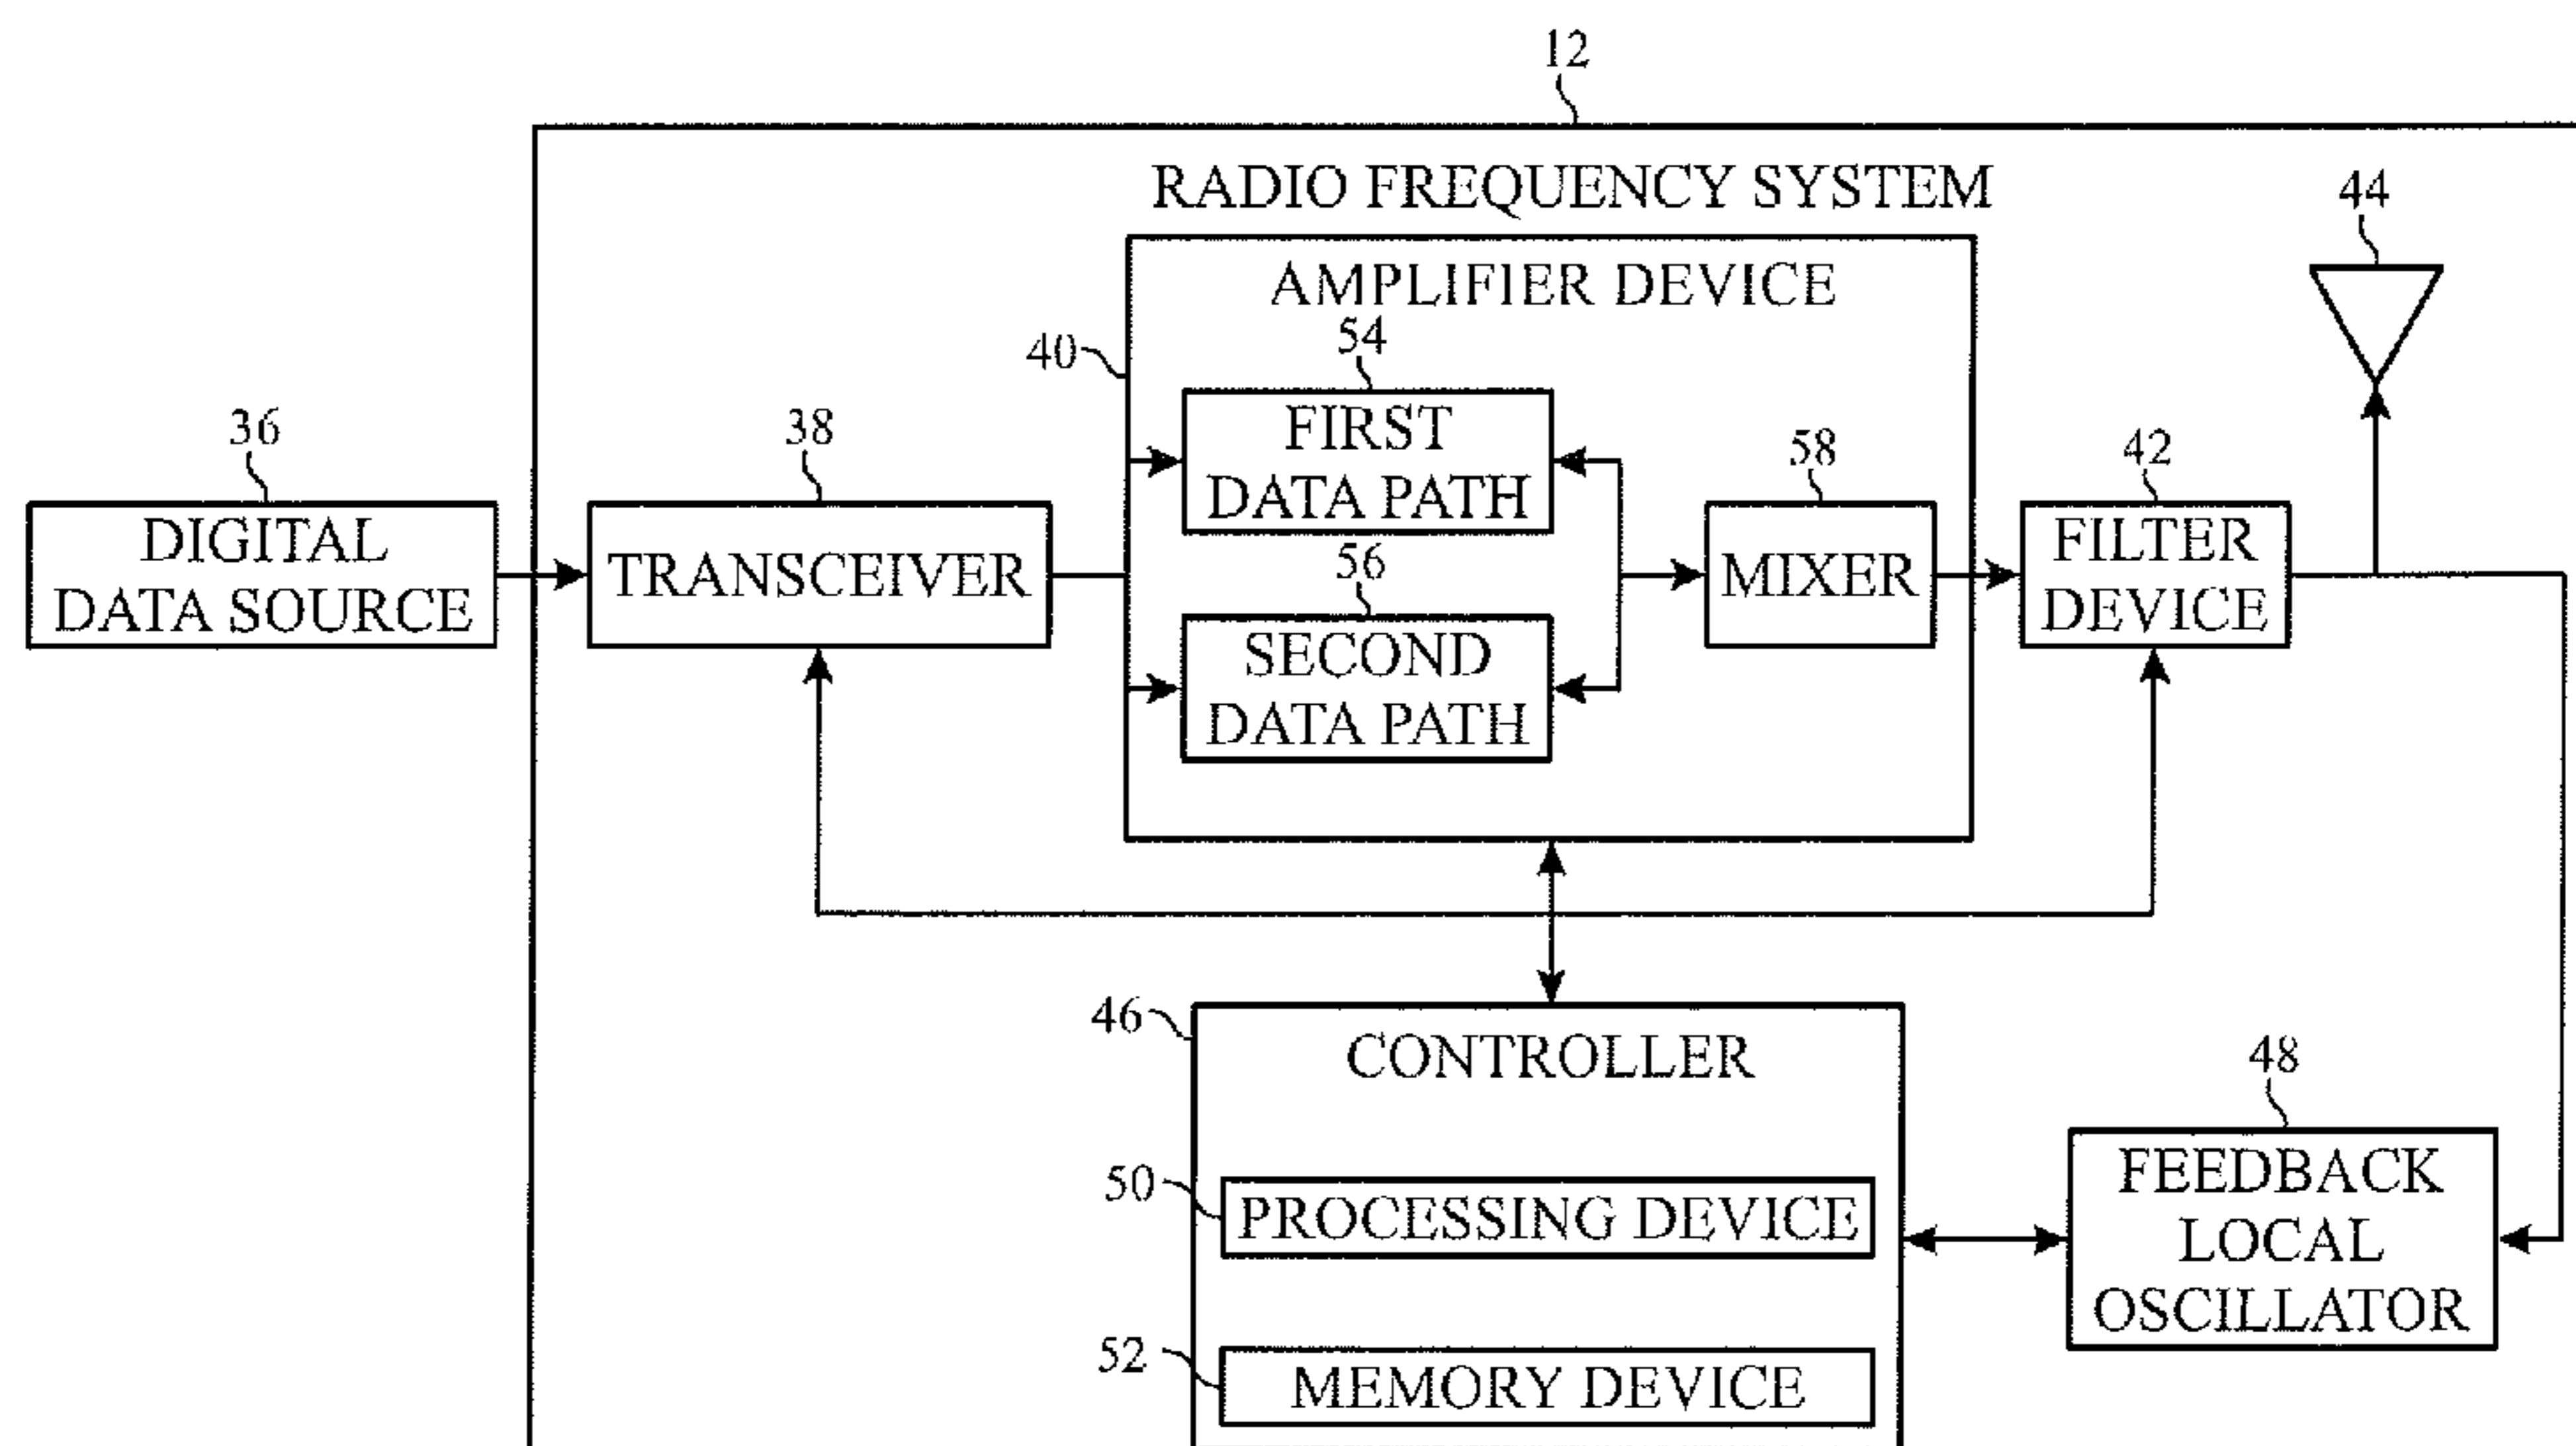 12
RADIO FREQUENCY SYSTEM
44
AMPLIFIER DEVICE
40
54
FIRST
DATA PATH
36
DIGITAL
DATA SOURCE
38
TRANSCEIVER
56
SECOND
DATA PATH
58
MIXER
42
FILTER
DEVICE
46
CONTROLLER
50
PROCESSING DEVICE
52
MEMORY DEVICE
48
FEEDBACK
LOCAL
OSCILLATOR